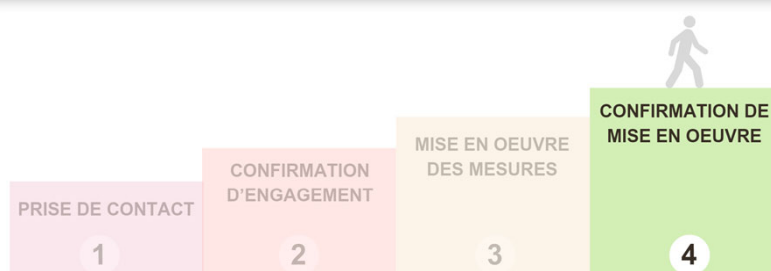 PRISE DE CONTACT
1
CONFIRMATION
D'ENGAGEMENT
2
MISE EN OEUVRE
DES MESURES
3
CONFIRMATION DE
MISE EN OEUVRE
4